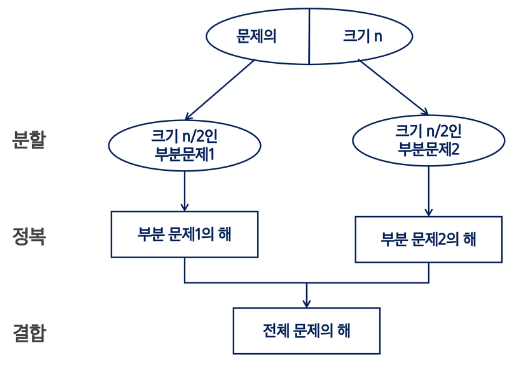 문제의 크기 n
분할
크기 n/2인
부분문제1
크기 n/2인
부분문제2
정복
부분 문제1의 해
부분 문제2의 해
결합
전체 문제의 해